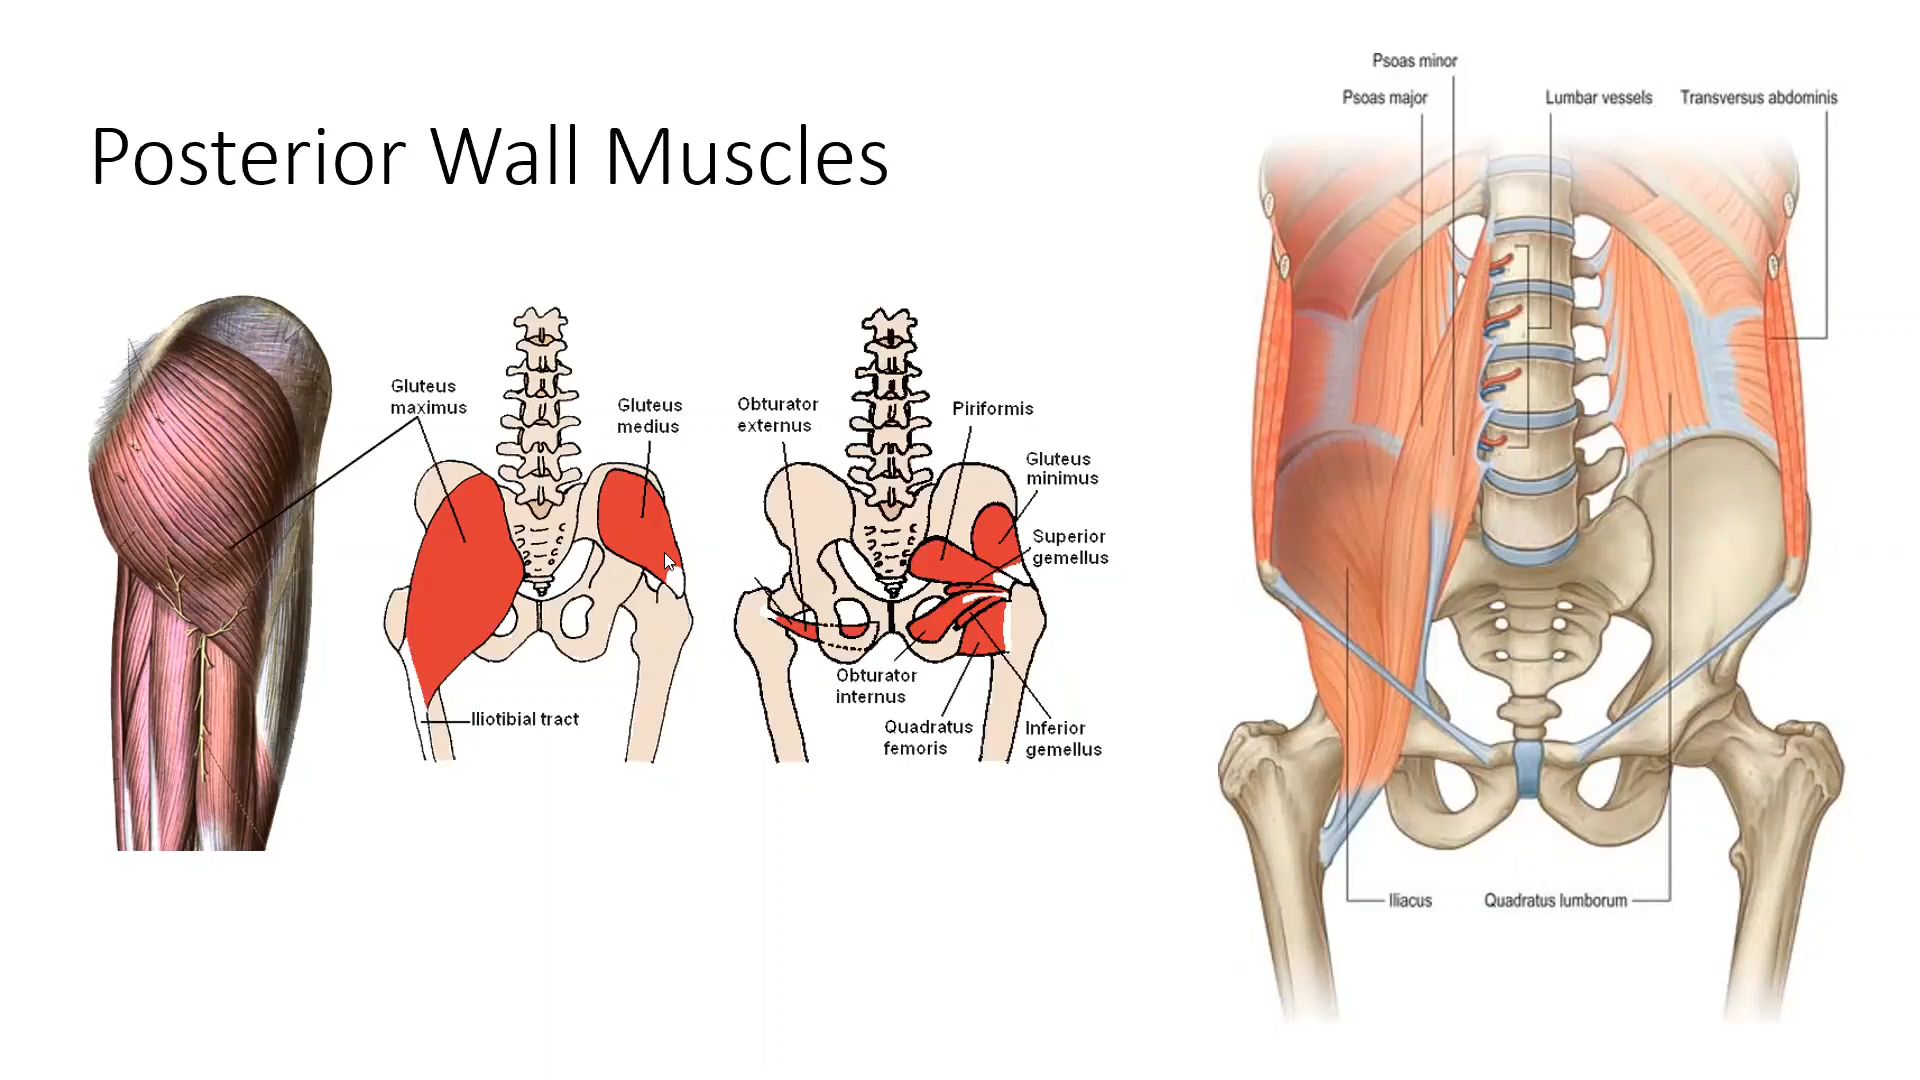 Posterior Wall Muscles
Gluteus
maximus
Gluteus
medius
Iliotibial tract
Obturator
externus
Piriformis
Gluteus
minimus
Superior
gemellus
Obturator
internus
Quadratus
femoris
Inferior
gemellus
Psoas minor
Psoas major
Lumbar vessels
Transversus abdominis
Iliacus
Quadratus lumborum